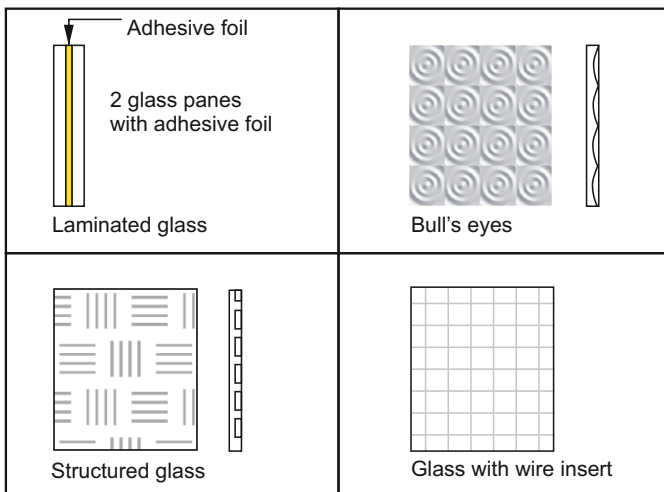 Adhesive foil
2 glass panes
with adhesive foil
Laminated glass
Bull's eyes
Structured glass
Glass with wire insert